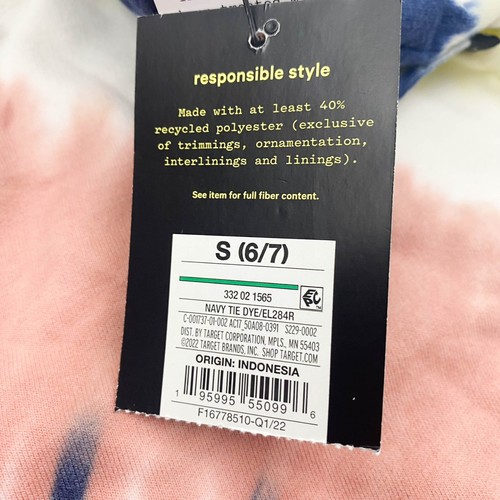 responsible style
Made with at least 40%
recycled polyester (exclusive
of trimmings, ornamentation,
interlinings and linings).
See item for full fiber content.
S (6/7)
332 02 1565
NAVY TIE DYE/EL284R
C-001737-01-002 AC17_50A08-0391 S229-0002
DIST. BY TARGET CORPORATION, MPLS., MN 55403
©2022 TARGET BRANDS, INC. SHOP TARGET.COM
ORIGIN: INDONESIA
1 95995 55099 6
F16778510-Q1/22